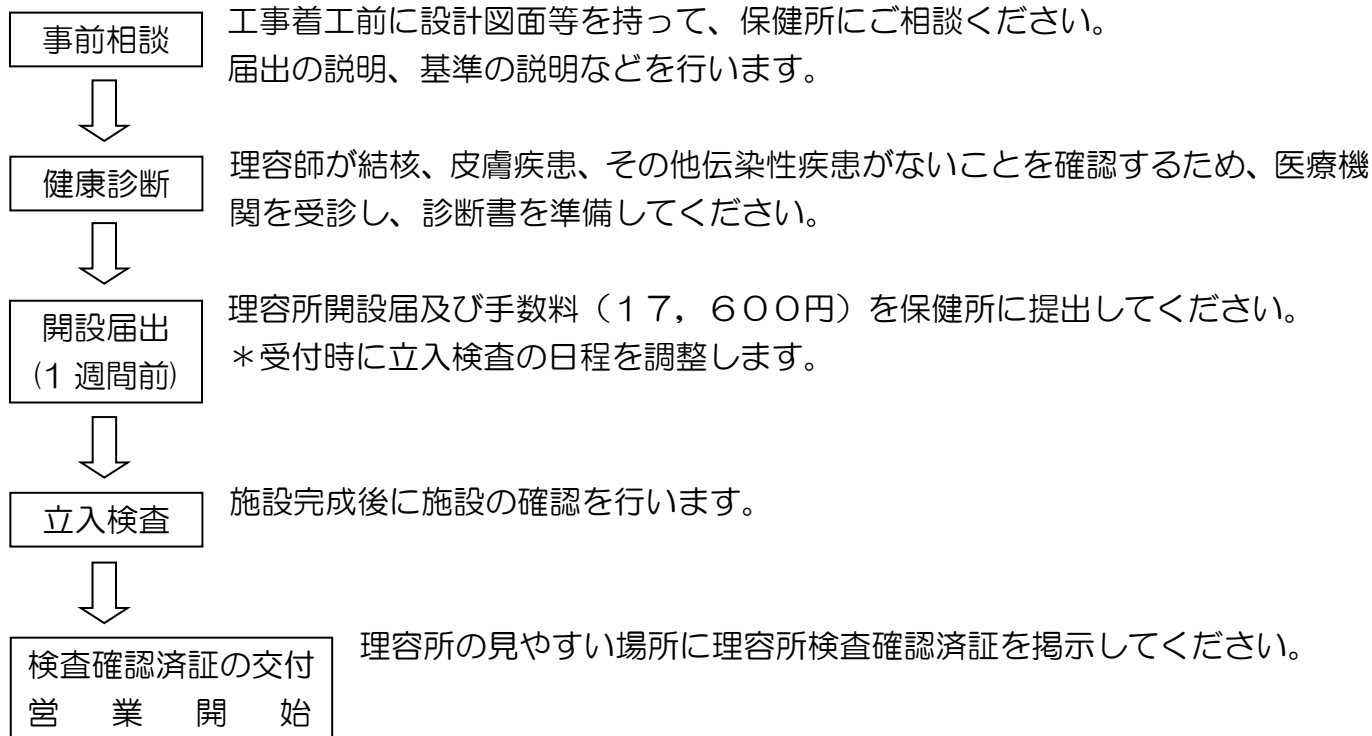 事前相談
工事着工前に設計図面等を持って、保健所にご相談ください。
届出の説明、基準の説明などを行います。
健康診断
理容師が結核、皮膚疾患、その他伝染性疾患がないことを確認するため、医療機
関を受診し、診断書を準備してください。
開設届出
(1 週間前)
理容所開設届及び手数料（１７，６００円）を保健所に提出してください。
＊受付時に立入検査の日程を調整します。
立入検査
施設完成後に施設の確認を行います。
検査確認済証の交付
営　業　開　始
理容所の見やすい場所に理容所検査確認済証を掲示してください。